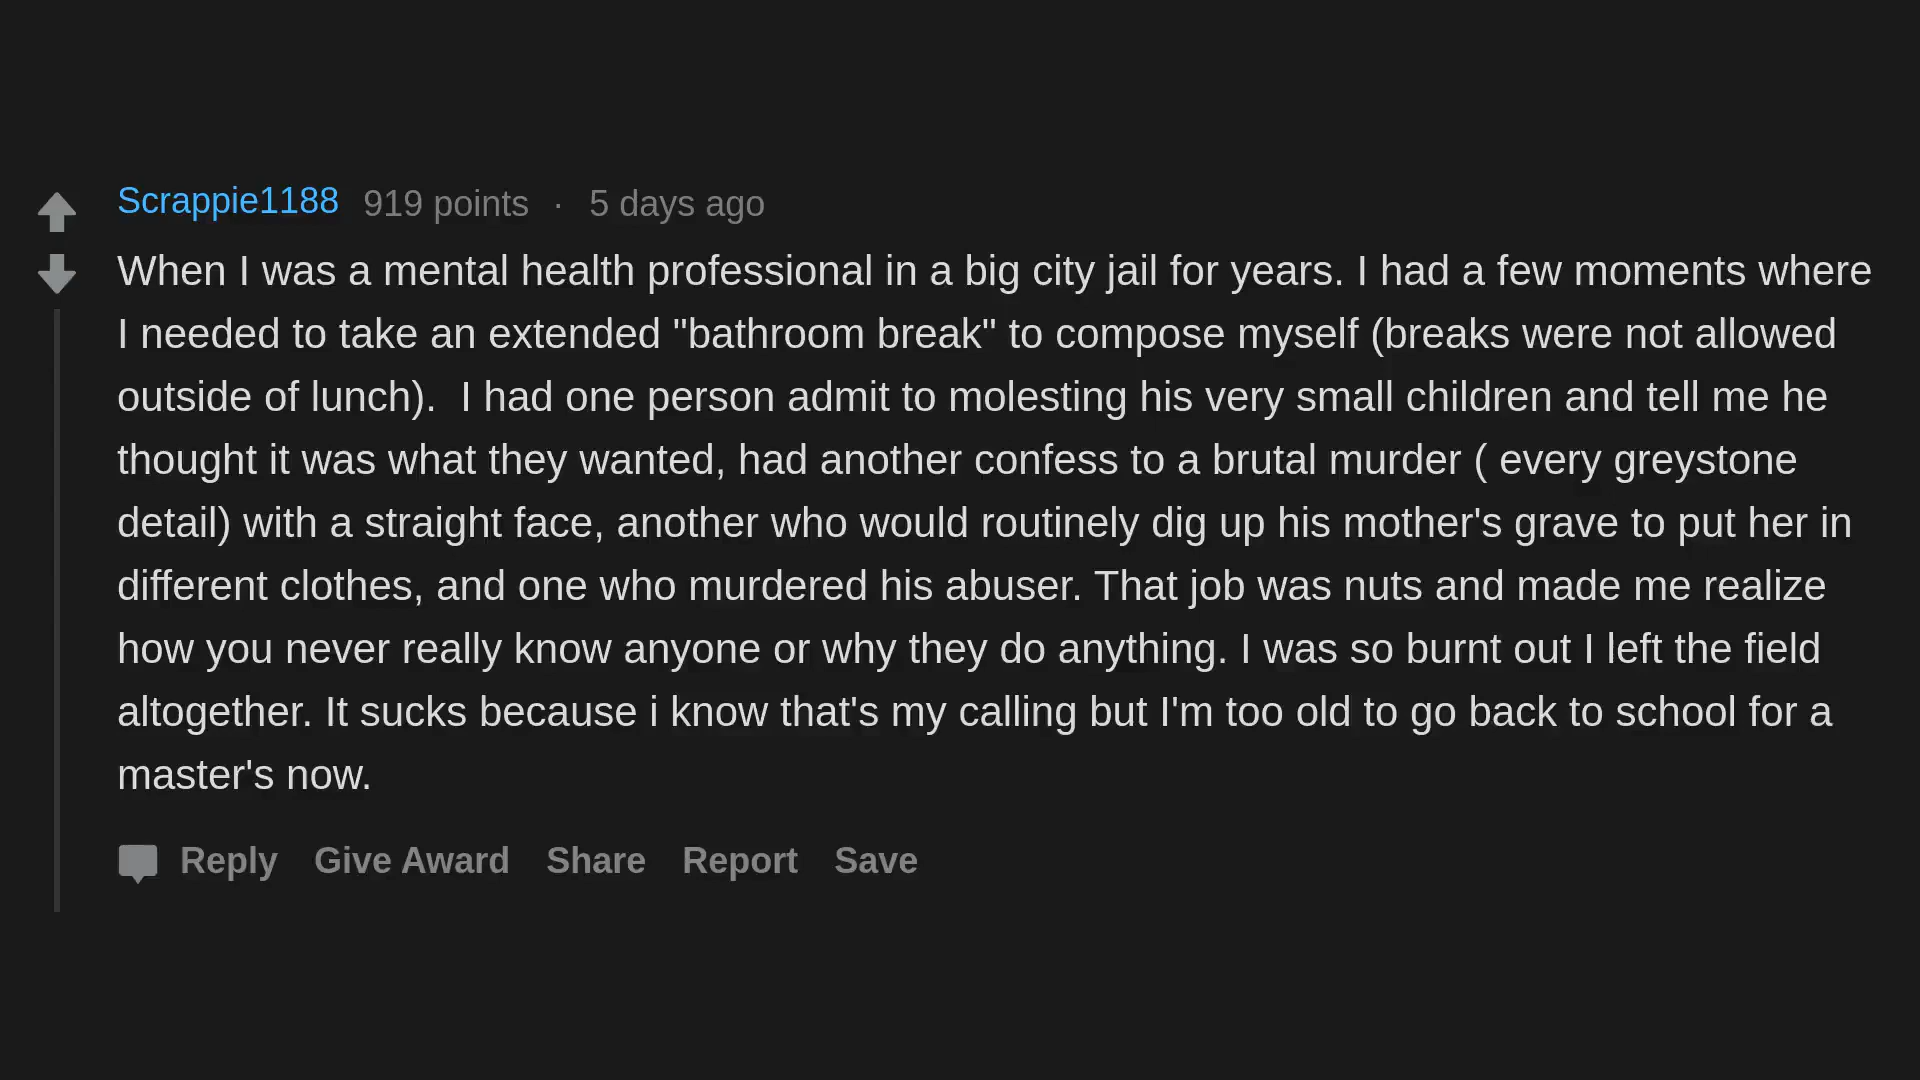 Scrappie1188 919 points · 5 days ago
When I was a mental health professional in a big city jail for years. I had a few moments where
I needed to take an extended "bathroom break" to compose myself (breaks were not allowed
outside of lunch).  I had one person admit to molesting his very small children and tell me he
thought it was what they wanted, had another confess to a brutal murder ( every greystone
detail) with a straight face, another who would routinely dig up his mother's grave to put her in
different clothes, and one who murdered his abuser. That job was nuts and made me realize
how you never really know anyone or why they do anything. I was so burnt out I left the field
altogether. It sucks because i know that's my calling but I'm too old to go back to school for a
master's now.
Reply Give Award Share Report Save